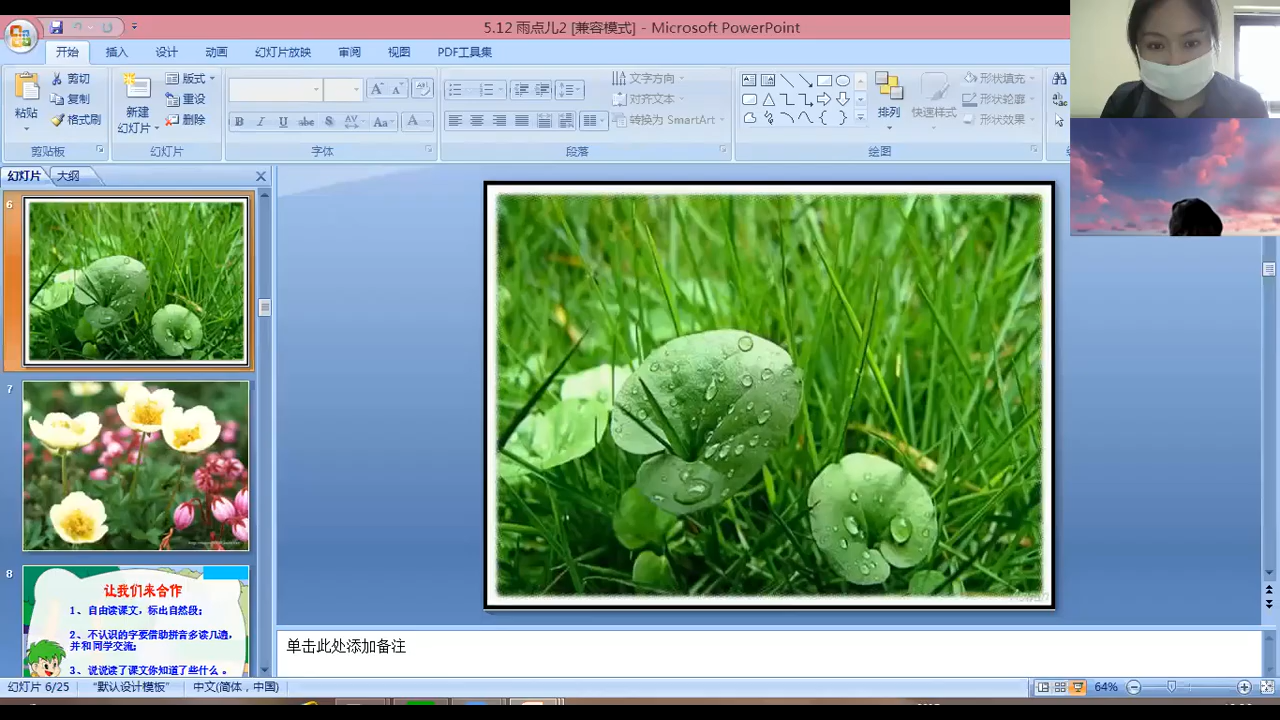 5.12 雨点儿2 [兼容模式] - Microsoft PowerPoint
开始 插入 设计 动画 幻灯片放映 审阅 视图 PDF工具集
粘贴
剪切
复制
格式刷
剪贴板
新建
幻灯片
版式
重设
删除
幻灯片
B I U abe S AV Aa A
字体
文字方向
对齐文本
转换为 SmartArt
段落
排列
快速样式
形状填充
形状轮廓
形状效果
绘图
幻灯片 大纲
6
7
8
让我们来合作
1、自由读课文，标出自然段；
2、不认识的字要借助拼音多读几遍，
并和同学交流；
3、说说读了课文你知道了些什么。
单击此处添加备注
幻灯片 6/25 "默认设计模板" 中文(简体，中国) 64%